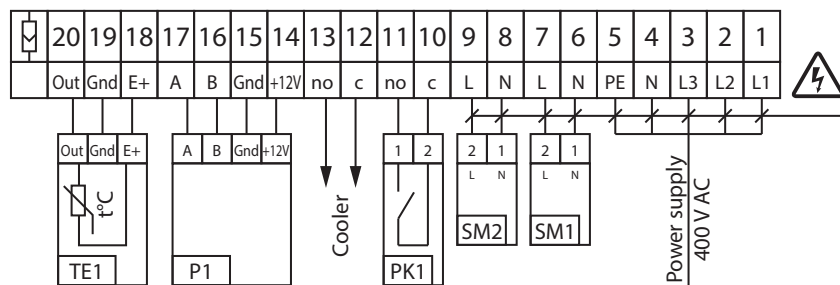 20 19 18 17 16 15 14 13 12 11 10 9 8 7 6 5 4 3 2 1
Out Gnd E+ A B Gnd +12V no c no c L N L N PE N L3 L2 L1
Out Gnd E+ A B Gnd +12V 1 2 2 1 2 1
L N L N
t°C
Cooler
Power supply
400 V AC
SM2 SM1
TE1 P1 PK1